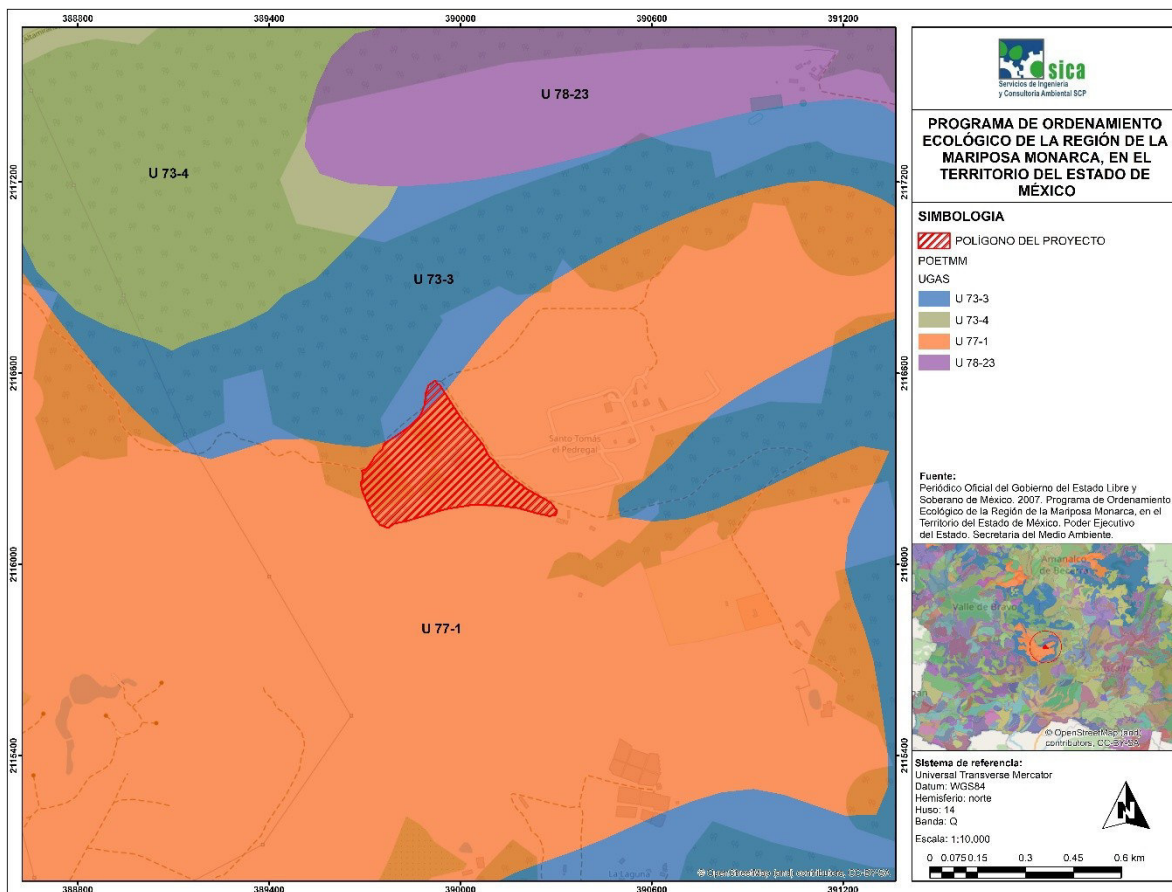 388800 389400 390000 390600 391200
Altamira
U 78-23
U 73-4
U 73-3
Santo Tomás
el Pedregal
U 77-1
La Laguna
© OpenStreetMap (and) contributors, CC-BY-SA
2117200
2116600
2116000
2115400
2117200
2116600
2116000
2115400
388800 389400 390000 390600 391200
sica
Servicios de Ingeniería
y Consultoría Ambiental SCP
PROGRAMA DE ORDENAMIENTO
ECOLÓGICO DE LA REGIÓN DE LA
MARIPOSA MONARCA, EN EL
TERRITORIO DEL ESTADO DE
MÉXICO
SIMBOLOGIA
POLÍGONO DEL PROYECTO
POETMM
UGAS
U 73-3
U 73-4
U 77-1
U 78-23
Fuente:
Periódico Oficial del Gobierno del Estado Libre y
Soberano de México. 2007. Programa de Ordenamiento
Ecológico de la Región de la Mariposa Monarca, en el
Territorio del Estado de México. Poder Ejecutivo
del Estado. Secretaria del Medio Ambiente.
Amanalco
de Becerra
Valle de Bravo
© OpenStreetMap (and)
contributors, CC-BY-SA
Sistema de referencia:
Universal Transverse Mercator
Datum: WGS84
Hemisferio: norte
Huso: 14
Banda: Q
Escala: 1:10,000
N
0 0.075 0.15 0.3 0.45 0.6 km